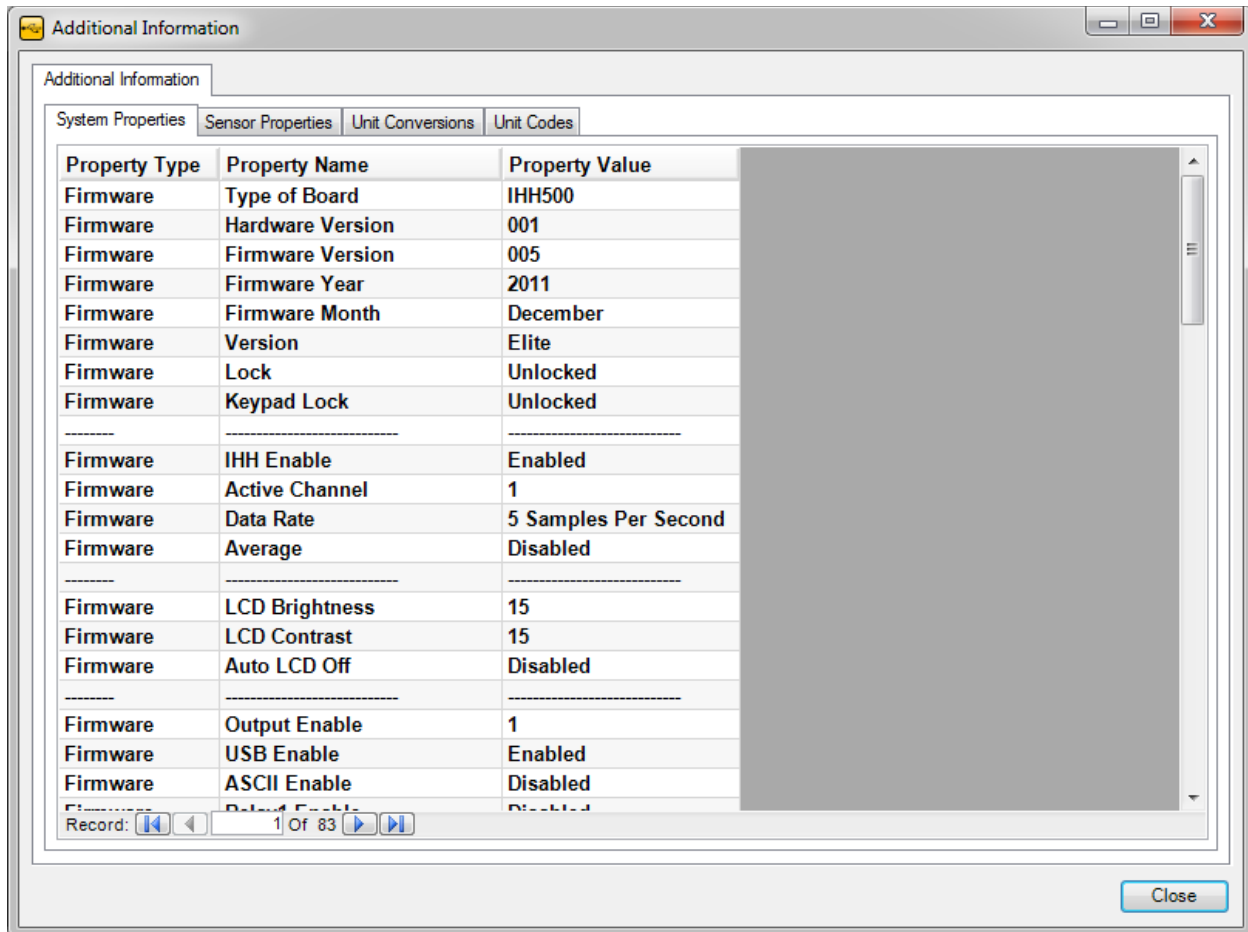 Additional Information
Additional Information
System Properties Sensor Properties Unit Conversions Unit Codes
Property Type Property Name Property Value
Firmware Type of Board IHH500
Firmware Hardware Version 001
Firmware Firmware Version 005
Firmware Firmware Year 2011
Firmware Firmware Month December
Firmware Version Elite
Firmware Lock Unlocked
Firmware Keypad Lock Unlocked
-------- ---------------------------- ----------------------------
Firmware IHH Enable Enabled
Firmware Active Channel 1
Firmware Data Rate 5 Samples Per Second
Firmware Average Disabled
-------- ---------------------------- ----------------------------
Firmware LCD Brightness 15
Firmware LCD Contrast 15
Firmware Auto LCD Off Disabled
-------- ---------------------------- ----------------------------
Firmware Output Enable 1
Firmware USB Enable Enabled
Firmware ASCII Enable Disabled
Firmware Relay1 Enable Disabled
Record: 1 Of 83
Close